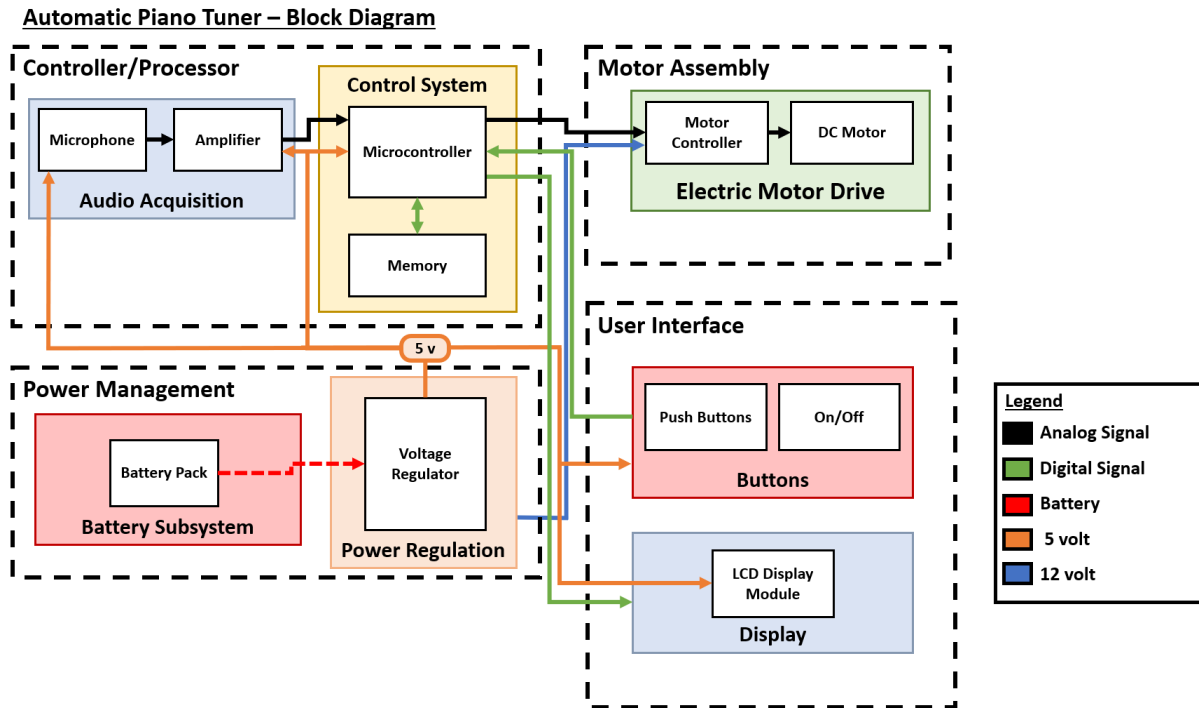 Automatic Piano Tuner – Block Diagram
Controller/Processor
Control System
Microphone
Amplifier
Microcontroller
Audio Acquisition
Memory
Motor Assembly
Motor
Controller
DC Motor
Electric Motor Drive
5 v
Power Management
Battery Pack
Battery Subsystem
Voltage
Regulator
Power Regulation
User Interface
Push Buttons
On/Off
Buttons
LCD Display
Module
Display
Legend
Analog Signal
Digital Signal
Battery
5 volt
12 volt